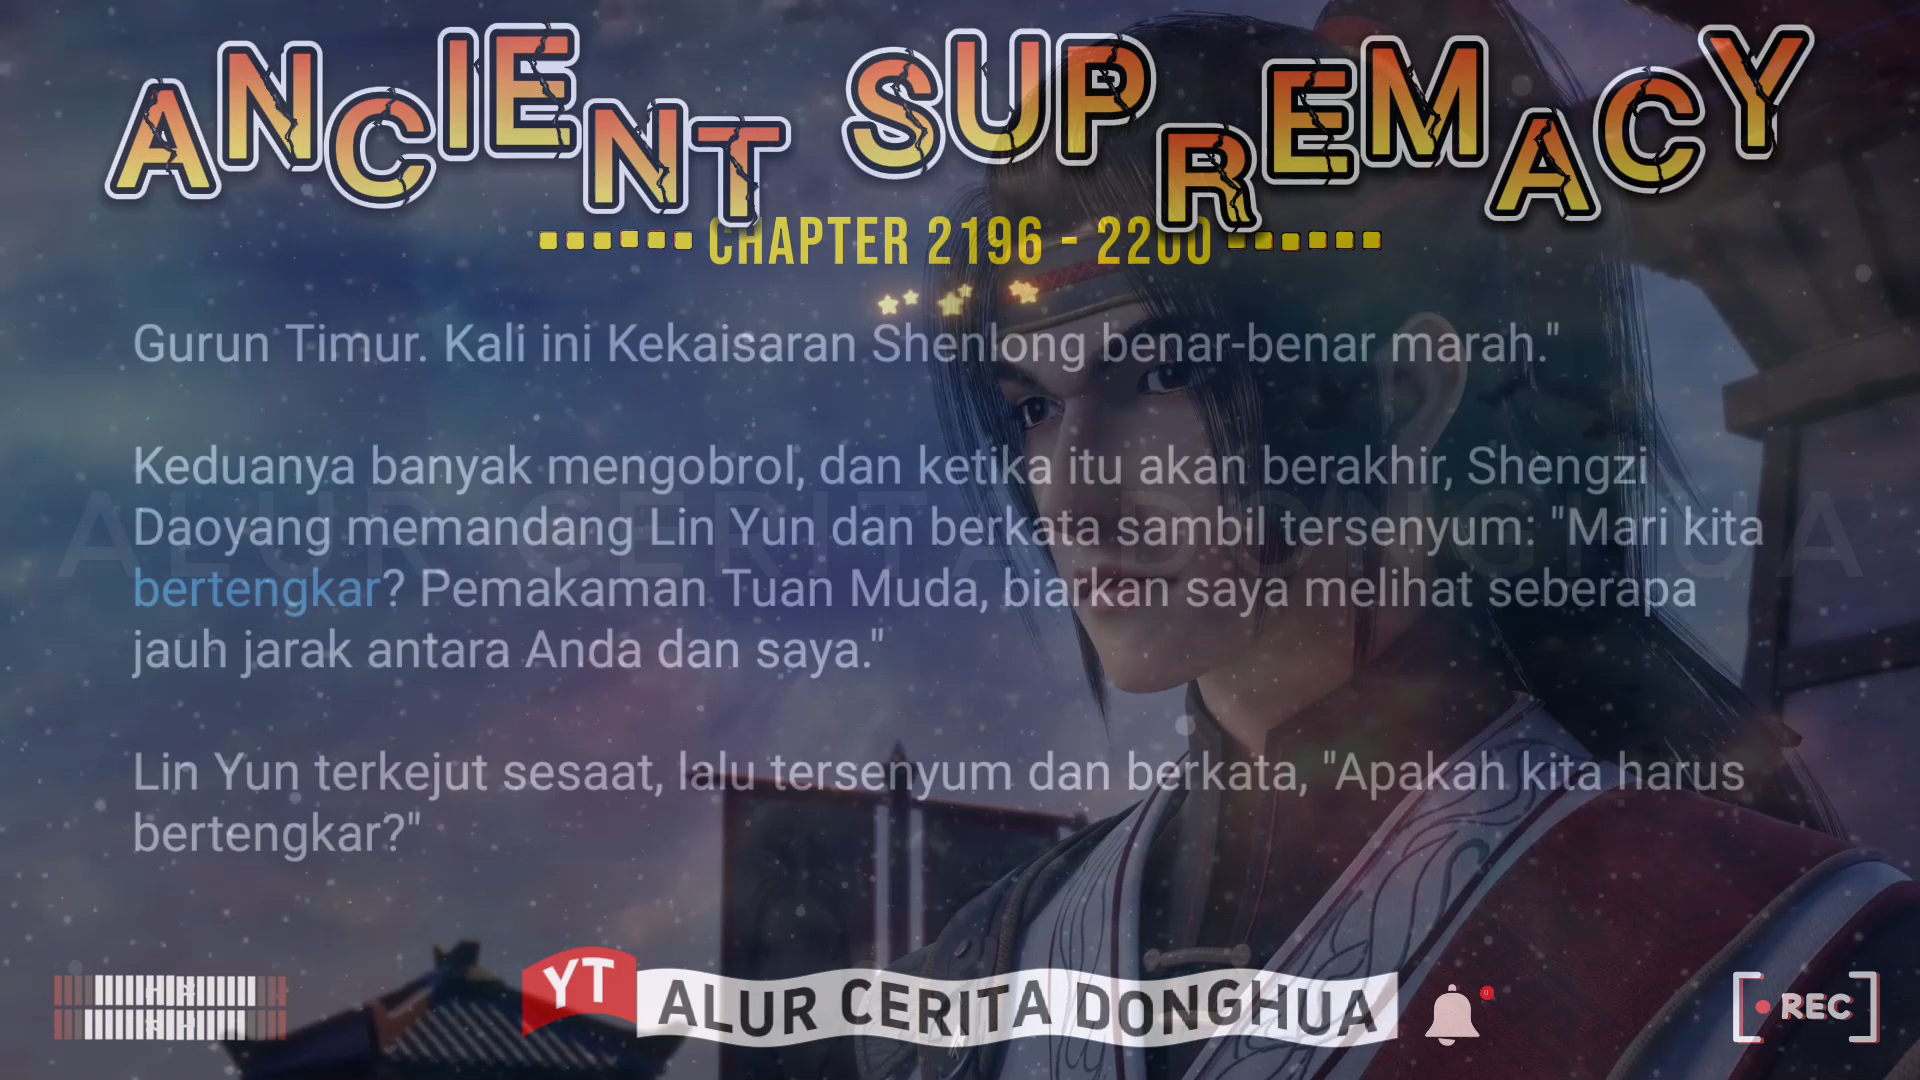 ANCIENT SUPREMACY
CHAPTER 2196 - 2200
Gurun Timur. Kali ini Kekaisaran Shenlong benar-benar marah."
Keduanya banyak mengobrol, dan ketika itu akan berakhir, Shengzi
Daoyang memandang Lin Yun dan berkata sambil tersenyum: "Mari kita
bertengkar? Pemakaman Tuan Muda, biarkan saya melihat seberapa
jauh jarak antara Anda dan saya."
Lin Yun terkejut sesaat, lalu tersenyum dan berkata, "Apakah kita harus
bertengkar?"
ALUR CERITA DONGHUA
YT ALUR CERITA DONGHUA
REC